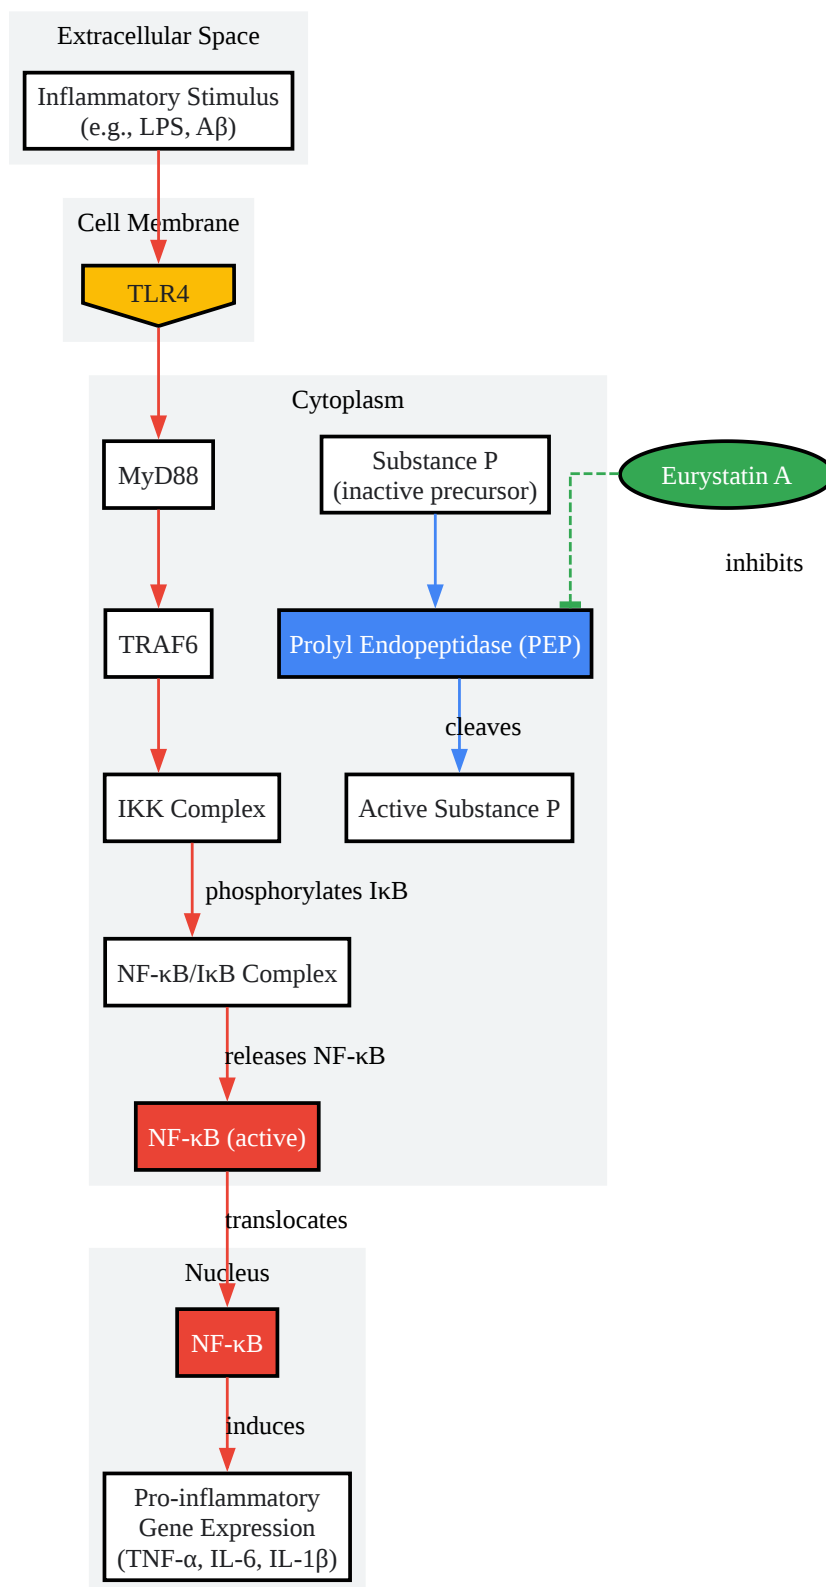 Extracellular Space
Inflammatory Stimulus
(e.g., LPS, Aβ)
Cell Membrane
TLR4
Cytoplasm
MyD88
Substance P
(inactive precursor)
Eurystatin A
inhibits
TRAF6
Prolyl Endopeptidase (PEP)
cleaves
IKK Complex
Active Substance P
phosphorylates IκB
NF-κB/IκB Complex
releases NF-κB
NF-κB (active)
translocates
Nucleus
NF-κB
induces
Pro-inflammatory
Gene Expression
(TNF-α, IL-6, IL-1β)